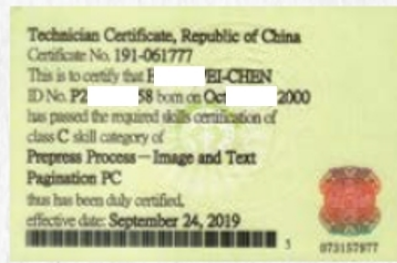 Technician Certificate, Republic of China
Certificate No. 191-061777
This is to certify that EI-CHEN
ID No. P2 58 born on Oct 2000
has passed the required skills certification of
class C skill category of
Prepress Process—Image and Text
Pagination PC
thus has been duly certified,
effective date: September 24, 2019
073157977